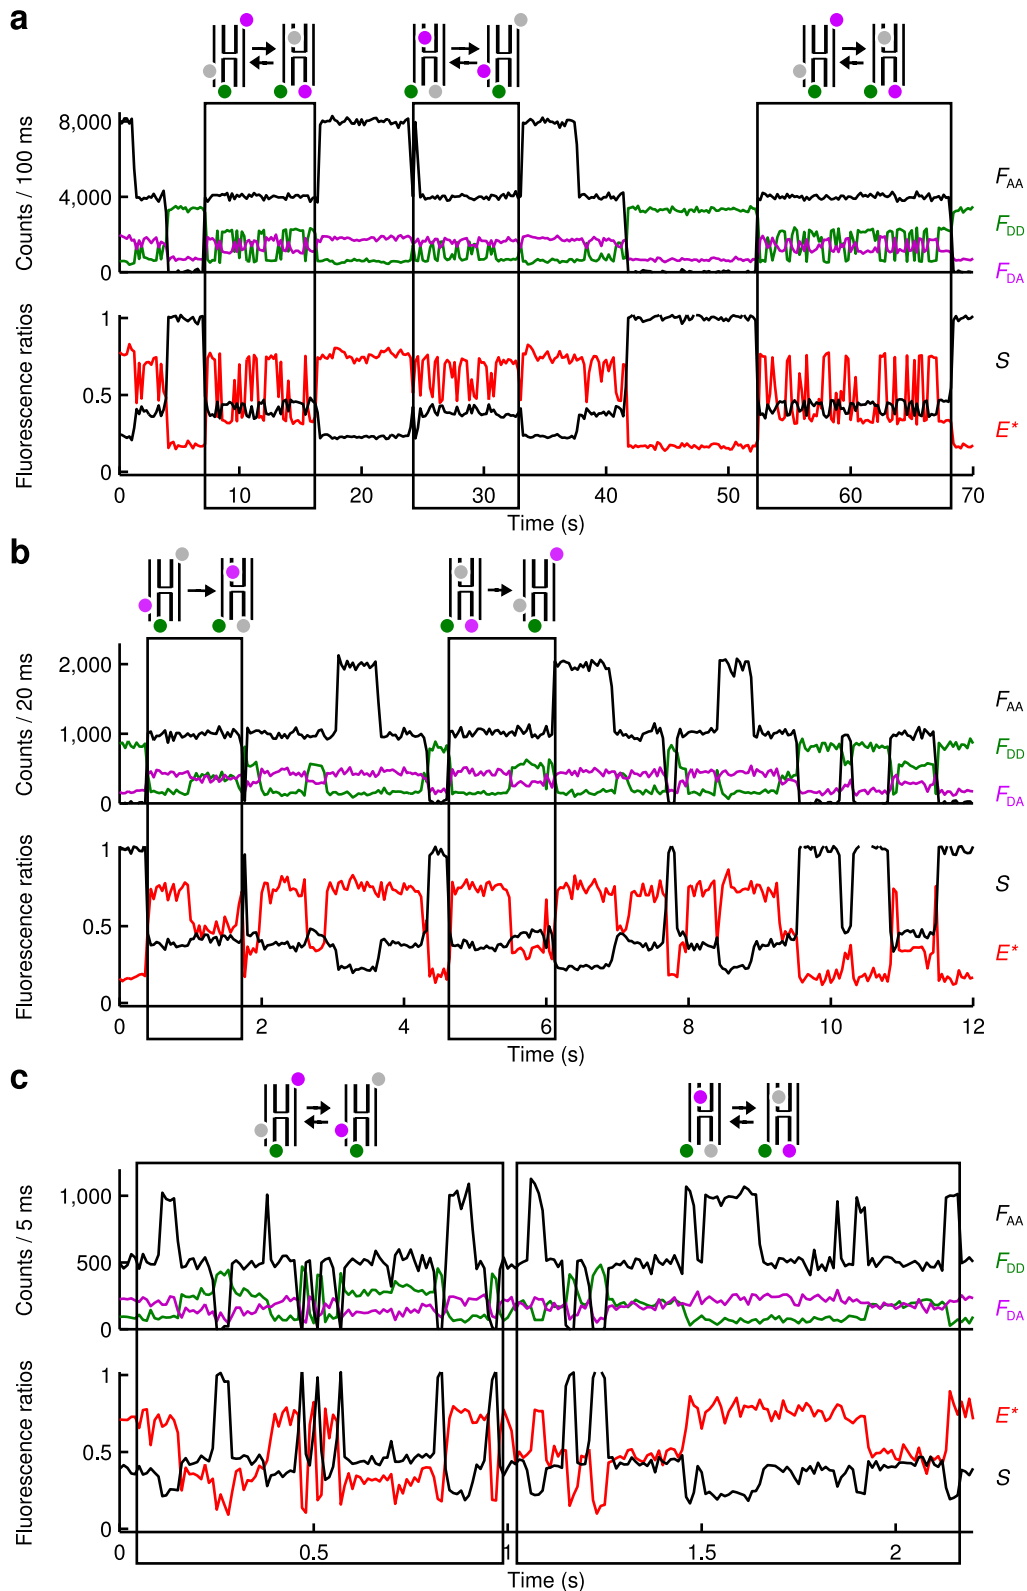 a
Counts / 100 ms
8,000
4,000
0
F_AA
F_DD
F_DA
Fluorescence ratios
1
0.5
0
S
E*
0 10 20 30 40 50 60 70
Time (s)
b
Counts / 20 ms
2,000
1,000
0
F_AA
F_DD
F_DA
Fluorescence ratios
1
0.5
0
S
E*
0 2 4 6 8 10 12
Time (s)
c
Counts / 5 ms
1,000
500
0
F_AA
F_DD
F_DA
Fluorescence ratios
1
0.5
0
E*
S
0 0.5 1 1.5 2
Time (s)